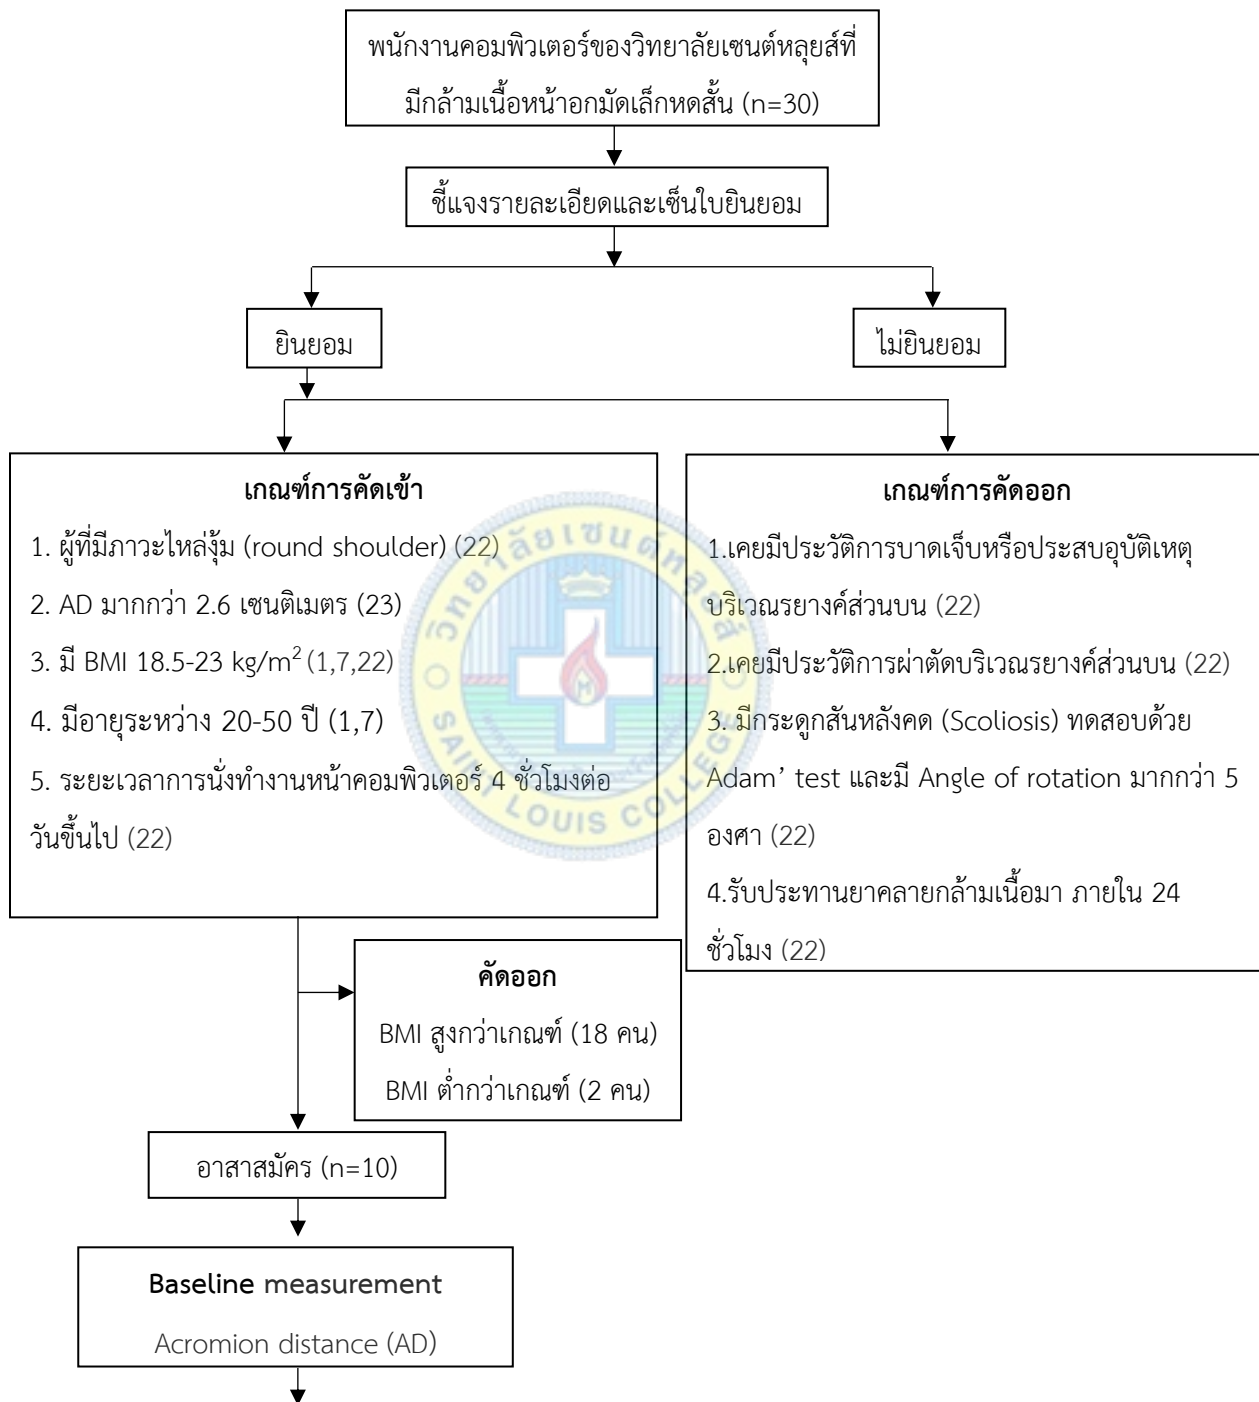 พนักงานคอมพิวเตอร์ของวิทยาลัยเซนต์หลุยส์ที่
มีกล้ามเนื้อหน้าอกมัดเล็กหดสั้น (n=30)
ชี้แจงรายละเอียดและเซ็นใบยินยอม
ยินยอม
ไม่ยินยอม
เกณฑ์การคัดเข้า
1. ผู้ที่มีภาวะไหล่งุ้ม (round shoulder) (22)
2. AD มากกว่า 2.6 เซนติเมตร (23)
3. มี BMI 18.5-23 kg/m² (1,7,22)
4. มีอายุระหว่าง 20-50 ปี (1,7)
5. ระยะเวลาการนั่งทำงานหน้าคอมพิวเตอร์ 4 ชั่วโมงต่อ
วันขึ้นไป (22)
เกณฑ์การคัดออก
1.เคยมีประวัติการบาดเจ็บหรือประสบอุบัติเหตุ
บริเวณรยางค์ส่วนบน (22)
2.เคยมีประวัติการผ่าตัดบริเวณรยางค์ส่วนบน (22)
3. มีกระดูกสันหลังคด (Scoliosis) ทดสอบด้วย
Adam’ test และมี Angle of rotation มากกว่า 5
องศา (22)
4.รับประทานยาคลายกล้ามเนื้อมา ภายใน 24
ชั่วโมง (22)
วิทยาลัยเซนต์หลุยส์
SAINT LOUIS COLLEGE
คัดออก
BMI สูงกว่าเกณฑ์ (18 คน)
BMI ต่ำกว่าเกณฑ์ (2 คน)
อาสาสมัคร (n=10)
Baseline measurement
Acromion distance (AD)